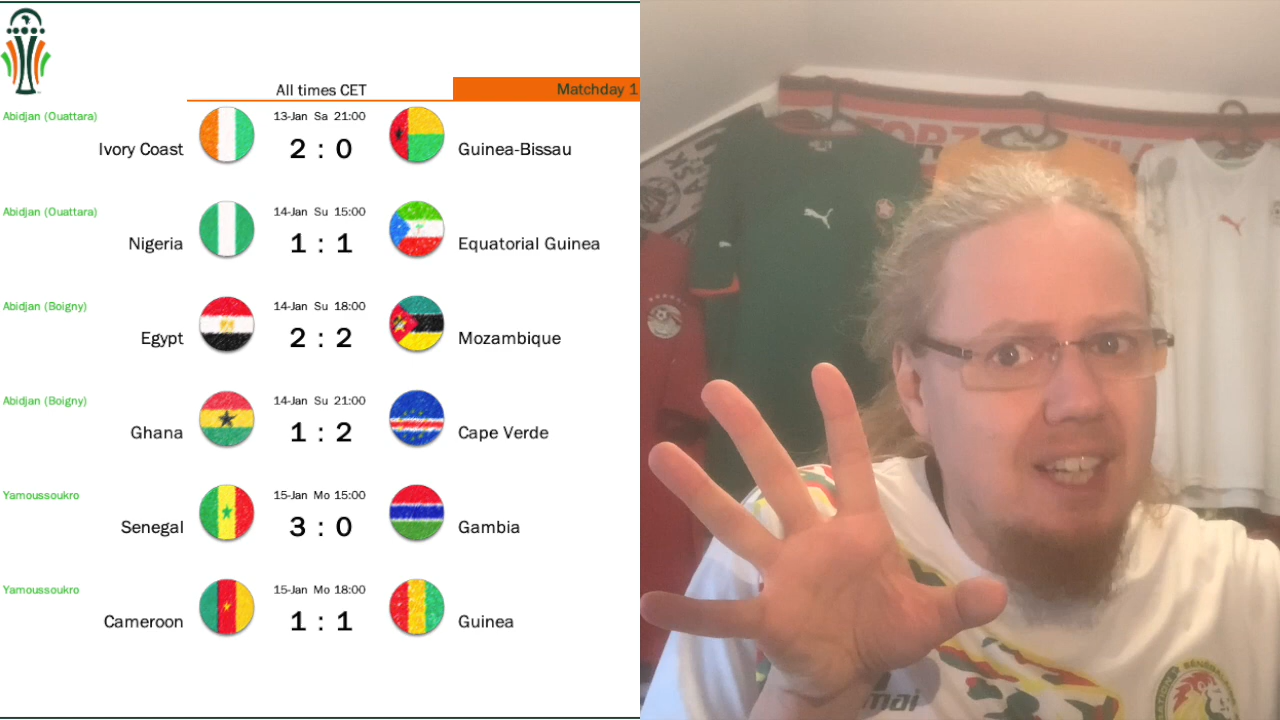 All times CET
Matchday 1
Abidjan (Ouattara)
13-Jan Sa 21:00
Ivory Coast 2 : 0 Guinea-Bissau
Abidjan (Ouattara)
14-Jan Su 15:00
Nigeria 1 : 1 Equatorial Guinea
Abidjan (Boigny)
14-Jan Su 18:00
Egypt 2 : 2 Mozambique
Abidjan (Boigny)
14-Jan Su 21:00
Ghana 1 : 2 Cape Verde
Yamoussoukro
15-Jan Mo 15:00
Senegal 3 : 0 Gambia
Yamoussoukro
15-Jan Mo 18:00
Cameroon 1 : 1 Guinea